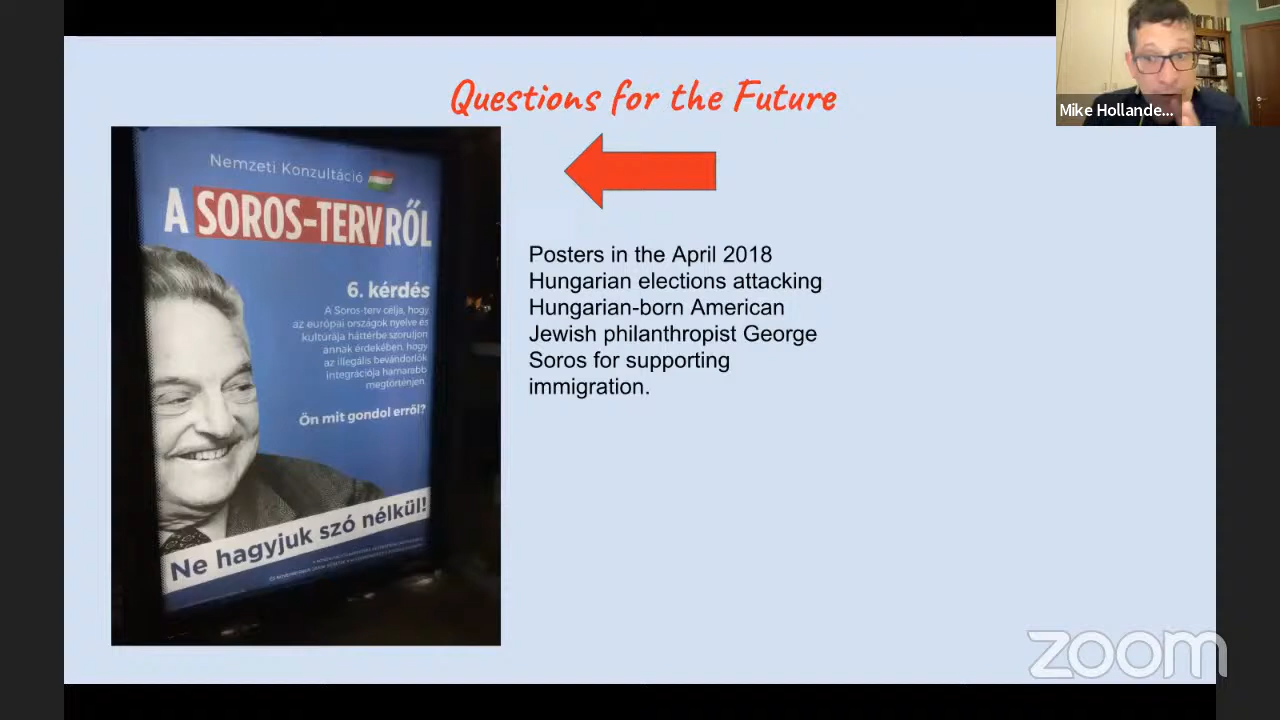 Questions for the Future
Mike Hollande...
Nemzeti Konzultáció
A SOROS-TERVRŐL
6. kérdés
A Soros-terv célja, hogy
az európai országok nyelve és
kultúrája háttérbe szoruljon
annak érdekében, hogy
az illegális bevándorlók
integrációja hamarabb
megtörténjen.
Ön mit gondol erről?
Ne hagyjuk szó nélkül!
Posters in the April 2018
Hungarian elections attacking
Hungarian-born American
Jewish philanthropist George
Soros for supporting
immigration.
zoom